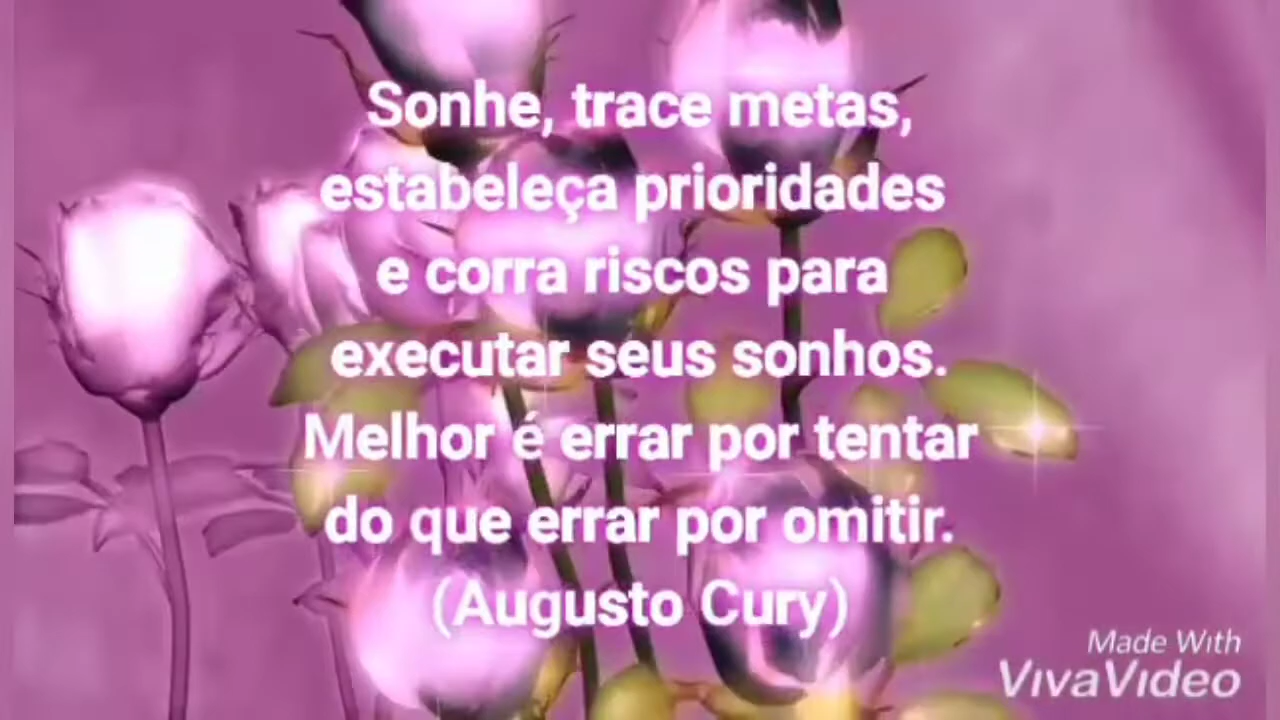 Sonhe, trace metas,
estabeleça prioridades
e corra riscos para
executar seus sonhos.
Melhor é errar por tentar
do que errar por omitir.
(Augusto Cury)
Made With
VivaVideo